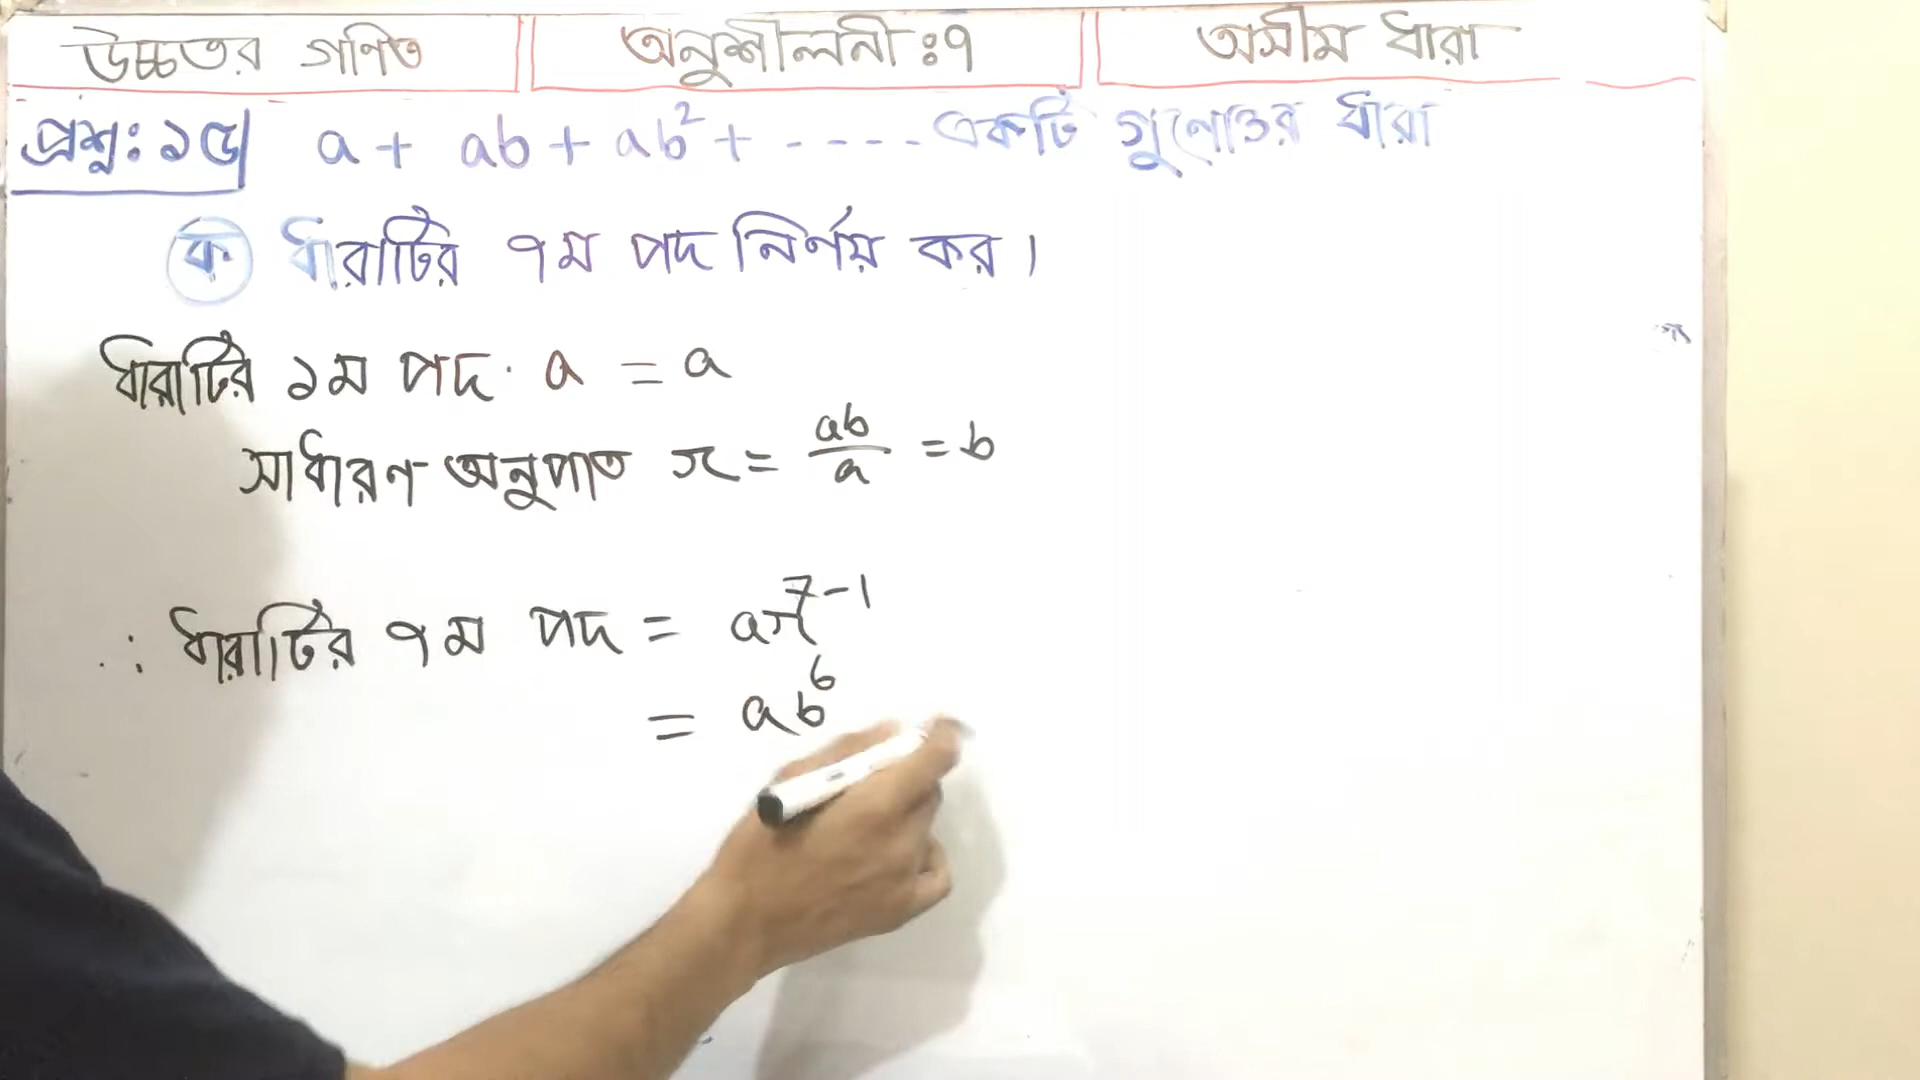 উচ্চতর গণিত
অনুশীলনী ঃ ৭
অসীম ধারা
প্রশ্ন: ১৫| a + ab + ab² + ----- একটি গুনোত্তর ধারা
ক ধারাটির ৭ম পদ নির্ণয় কর।
ধারাটির ১ম পদ. a = a
সাধারণ অনুপাত r = ab/a = b
∴ ধারাটির ৭ম পদ = ar⁷⁻¹
= ab⁶